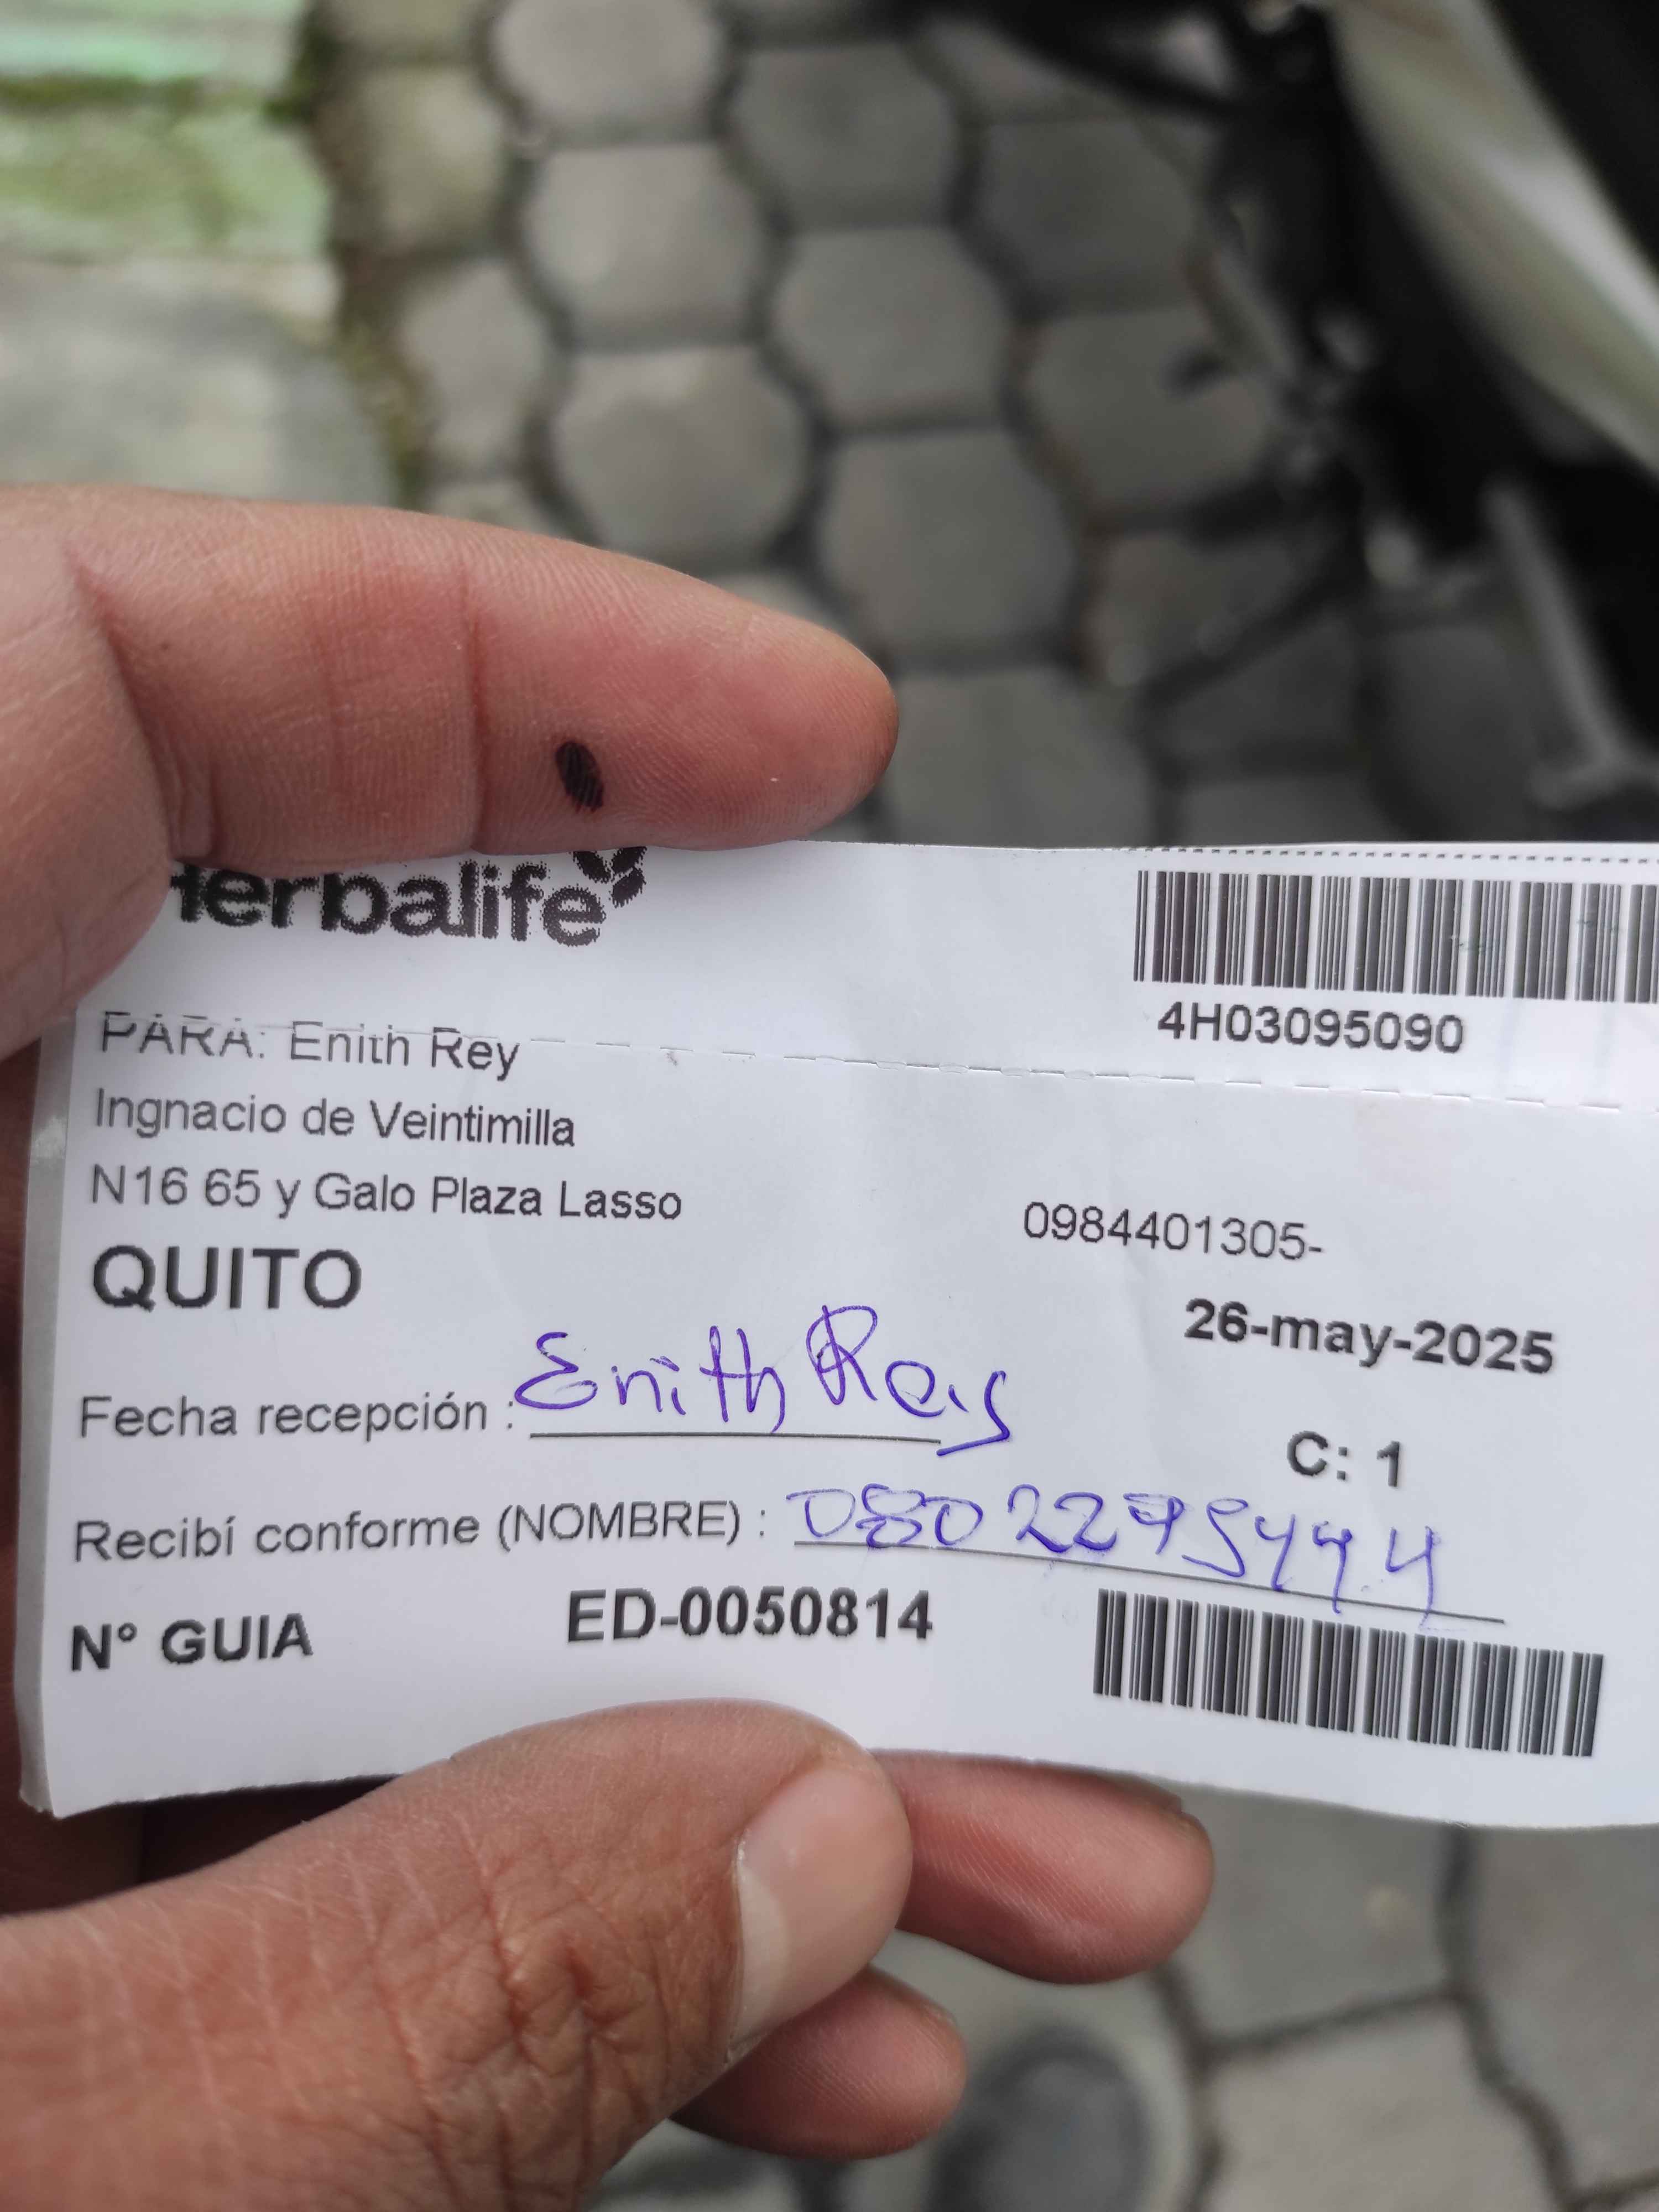 Herbalife
4H03095090
PARA: Enith Rey
Ingnacio de Veintimilla
N16 65 y Galo Plaza Lasso
0984401305-
QUITO
26-may-2025
Fecha recepción : Enith Rey
C: 1
Recibí conforme (NOMBRE) :
N° GUIA ED-0050814